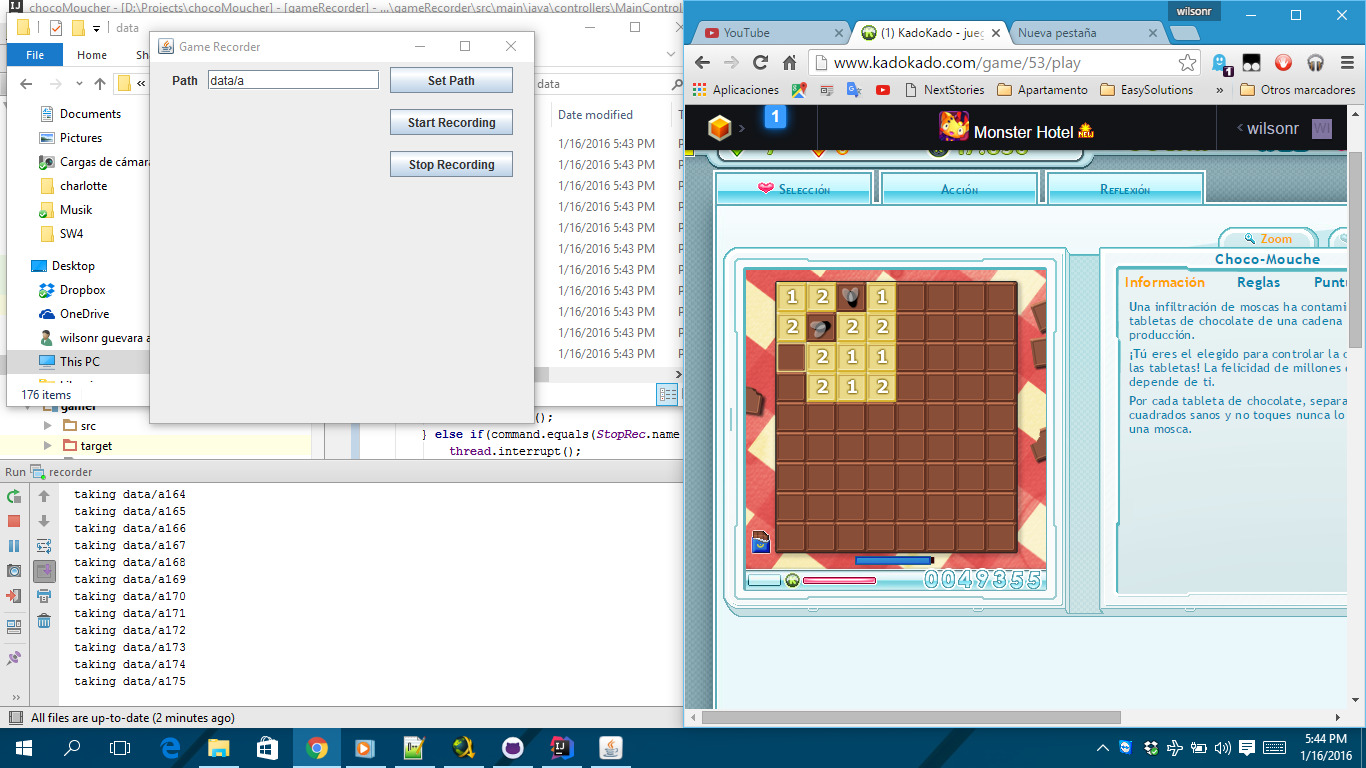 chocoMoucher - [D:\Projects\chocoMoucher] - [gameRecorder] - ...\gameRecorder\src\main\java\controllers\MainControl
data
File
Home
Game Recorder
Path
data/a
Set Path
Start Recording
Stop Recording
«
data
Documents
Pictures
Cargas de cámara
charlotte
Musik
SW4
Desktop
Dropbox
OneDrive
wilsonr guevara a
This PC
176 items
Date modified
1/16/2016 5:43 PM
1/16/2016 5:43 PM
1/16/2016 5:43 PM
1/16/2016 5:43 PM
1/16/2016 5:43 PM
1/16/2016 5:43 PM
1/16/2016 5:43 PM
1/16/2016 5:43 PM
1/16/2016 5:43 PM
1/16/2016 5:43 PM
1/16/2016 5:43 PM
gamer
src
target
();
} else if(command.equals(StopRec.name
thread.interrupt();
Run recorder
taking data/a164
taking data/a165
taking data/a166
taking data/a167
taking data/a168
taking data/a169
taking data/a170
taking data/a171
taking data/a172
taking data/a173
taking data/a174
taking data/a175
All files are up-to-date (2 minutes ago)
wilsonr
YouTube
(1) KadoKado - jueg
Nueva pestaña
www.kadokado.com/game/53/play
1
Aplicaciones
NextStories
Apartamento
EasySolutions
»
Otros marcadores
1
Monster Hotel NEW
wilsonr
WI
Selección
Acción
Reflexión
Zoom
Choco-Mouche
Información
Reglas
Puntu
Una infiltración de moscas ha contami
tabletas de chocolate de una cadena
producción.
¡Tú eres el elegido para controlar la c
las tabletas! La felicidad de millones
depende de ti.
Por cada tableta de chocolate, separa
cuadrados sanos y no toques nunca lo
una mosca.
1 2 1
2 2 2
2 1 1
2 1 2
0049355
5:44 PM
1/16/2016